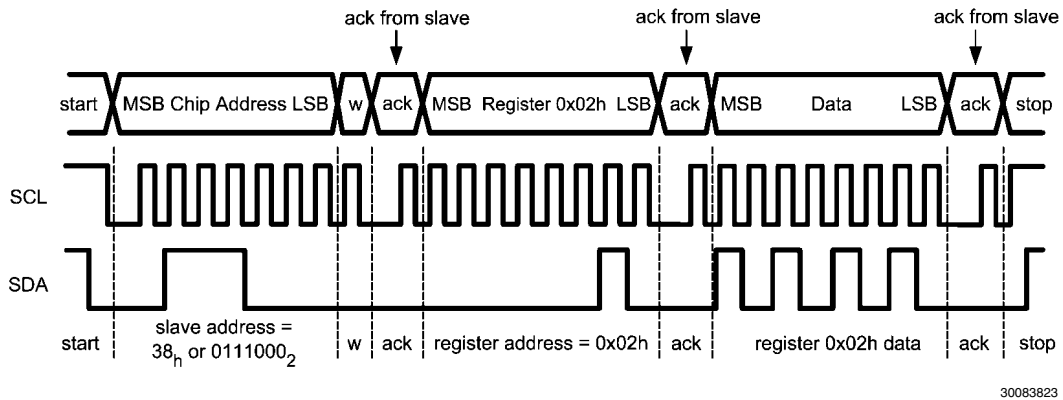 ack from slave ack from slave ack from slave
start MSB Chip Address LSB w ack MSB Register 0x02h LSB ack MSB Data LSB ack stop
SCL
SDA
slave address =
start 38h or 01110002 w ack register address = 0x02h ack register 0x02h data ack stop
30083823